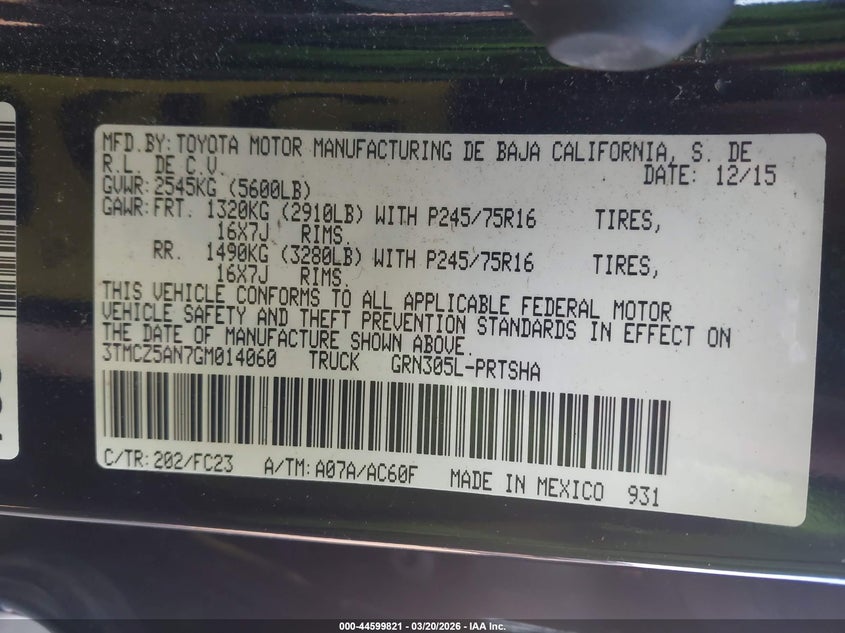 MFD.BY: TOYOTA MOTOR MANUFACTURING DE BAJA CALIFORNIA, S. DE
R.L. DE C.V. DATE: 12/15
GVWR: 2545KG (5600LB)
GAWR: FRT. 1320KG (2910LB) WITH P245/75R16 TIRES,
16X7J RIMS.
RR. 1490KG (3280LB) WITH P245/75R16 TIRES,
16X7J RIMS.
THIS VEHICLE CONFORMS TO ALL APPLICABLE FEDERAL MOTOR
VEHICLE SAFETY AND THEFT PREVENTION STANDARDS IN EFFECT ON
THE DATE OF MANUFACTURE SHOWN ABOVE.
3TMCZ5AN7GM014060 TRUCK GRN305L-PRTSHA
C/TR: 202/FC23 A/TM: A07A/AC60F MADE IN MEXICO 931
000-44599821 - 03/20/2026 - IAA Inc.